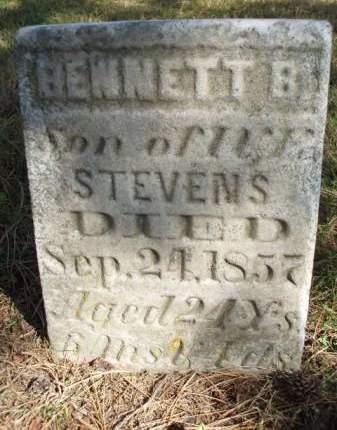 BENNETT B.
Son of
STEVENS
DIED
Sep. 24, 1857
Aged 24 Ys.